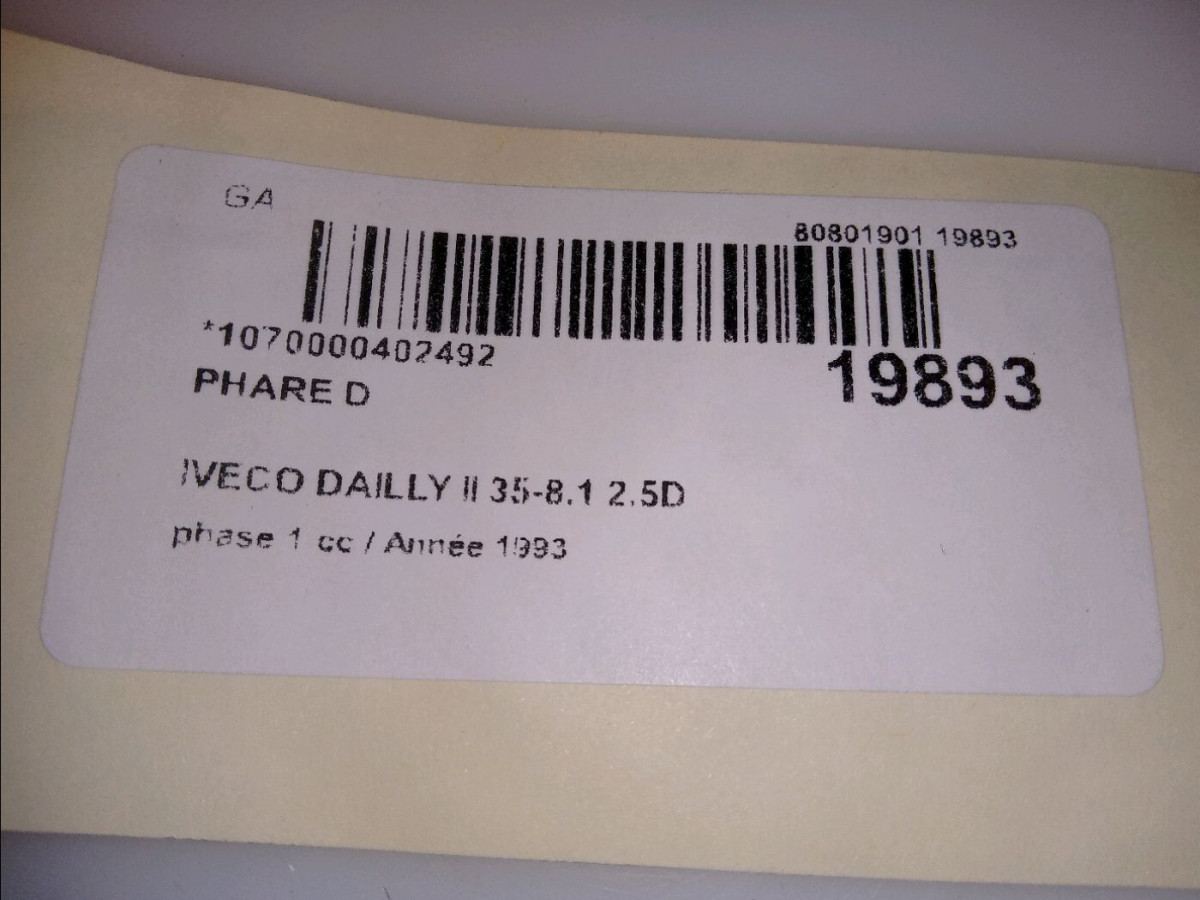 GA
80801901 19893
*1070000402492
19893
PHARE D
IVECO DAILLY II 35-8.1 2.5D
phase 1 cc / Année 1993